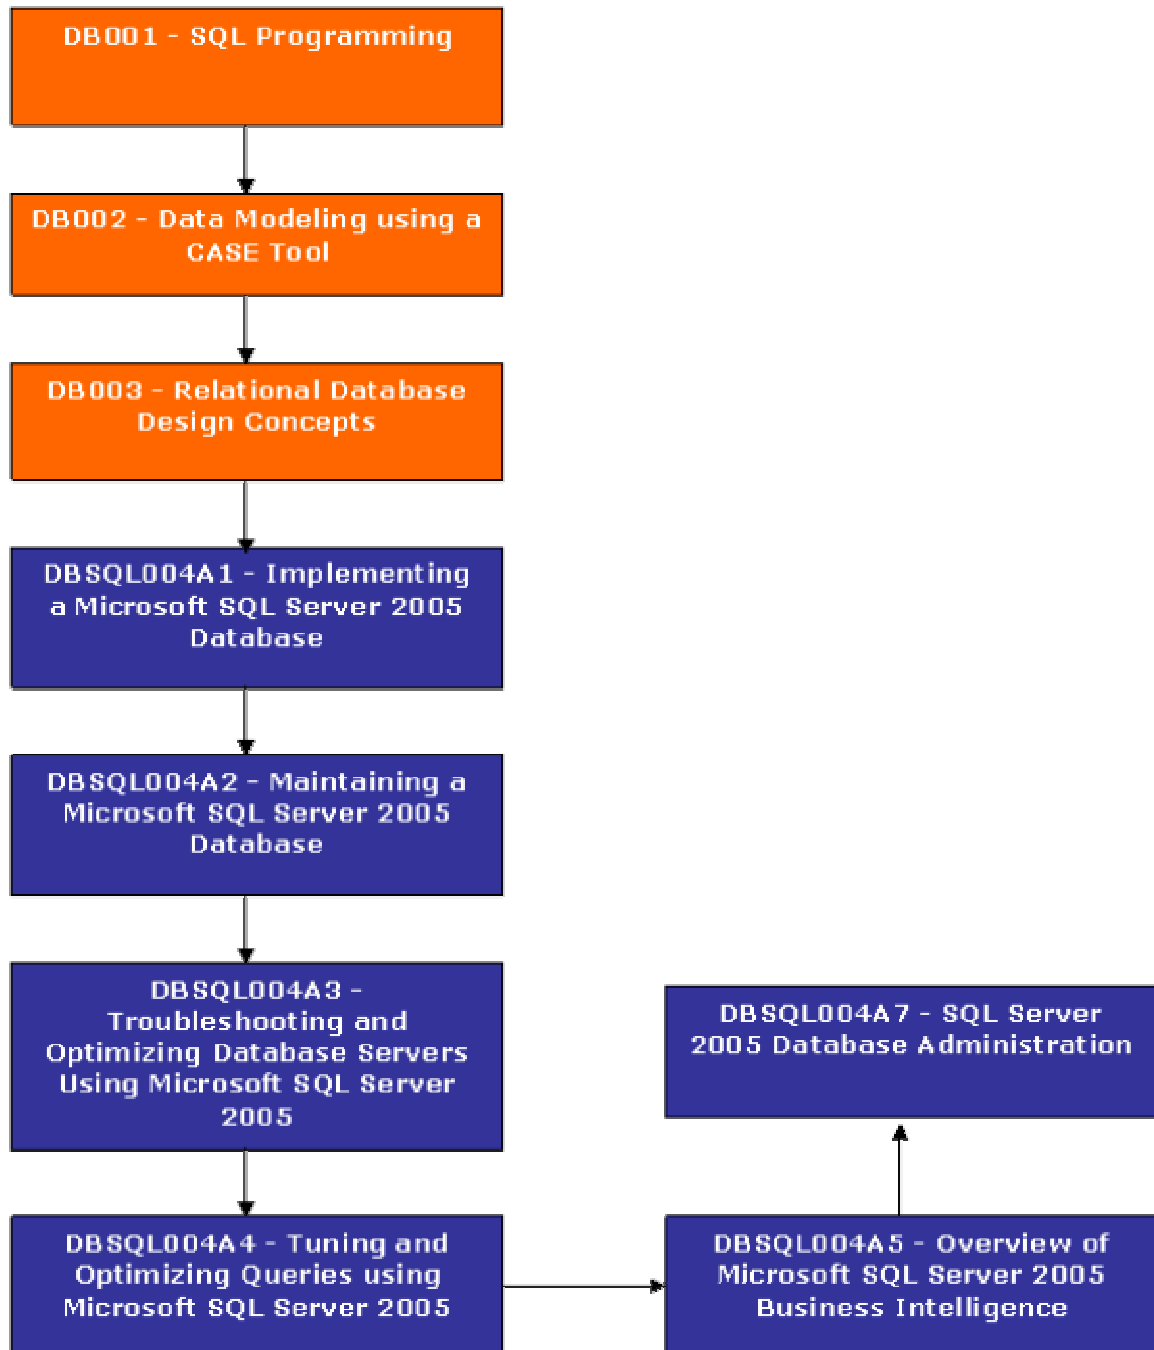 DB001 - SQL Programming
DB002 - Data Modeling using a
CASE Tool
DB003 - Relational Database
Design Concepts
DBSQL004A1 - Implementing
a Microsoft SQL Server 2005
Database
DBSQL004A2 - Maintaining a
Microsoft SQL Server 2005
Database
DBSQL004A3 -
Troubleshooting and
Optimizing Database Servers
Using Microsoft SQL Server
2005
DBSQL004A4 - Tuning and
Optimizing Queries using
Microsoft SQL Server 2005
DBSQL004A5 - Overview of
Microsoft SQL Server 2005
Business Intelligence
DBSQL004A7 - SQL Server
2005 Database Administration